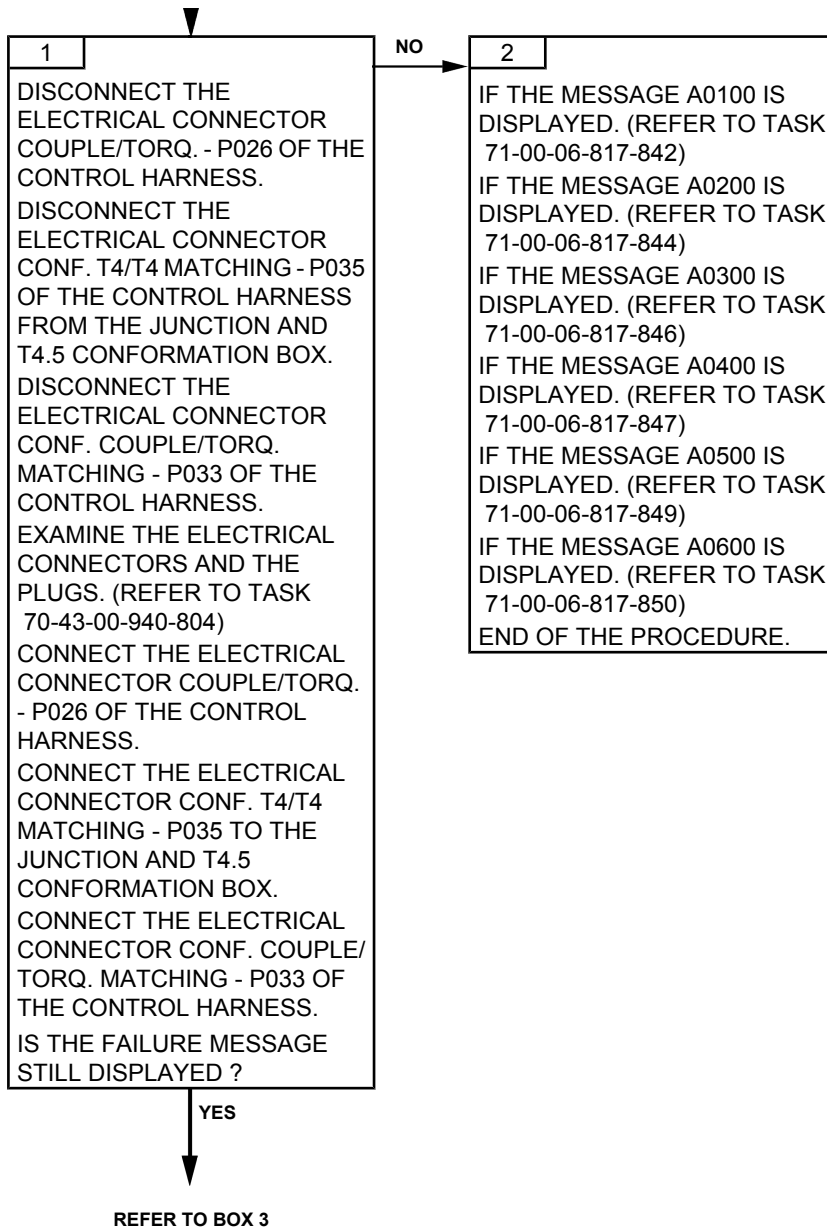 1
DISCONNECT THE
ELECTRICAL CONNECTOR
COUPLE/TORQ. - P026 OF THE
CONTROL HARNESS.
DISCONNECT THE
ELECTRICAL CONNECTOR
CONF. T4/T4 MATCHING - P035
OF THE CONTROL HARNESS
FROM THE JUNCTION AND
T4.5 CONFORMATION BOX.
DISCONNECT THE
ELECTRICAL CONNECTOR
CONF. COUPLE/TORQ.
MATCHING - P033 OF THE
CONTROL HARNESS.
EXAMINE THE ELECTRICAL
CONNECTORS AND THE
PLUGS. (REFER TO TASK
70-43-00-940-804)
CONNECT THE ELECTRICAL
CONNECTOR COUPLE/TORQ.
- P026 OF THE CONTROL
HARNESS.
CONNECT THE ELECTRICAL
CONNECTOR CONF. T4/T4
MATCHING - P035 TO THE
JUNCTION AND T4.5
CONFORMATION BOX.
CONNECT THE ELECTRICAL
CONNECTOR CONF. COUPLE/
TORQ. MATCHING - P033 OF
THE CONTROL HARNESS.
IS THE FAILURE MESSAGE
STILL DISPLAYED ?
NO
2
IF THE MESSAGE A0100 IS
DISPLAYED. (REFER TO TASK
71-00-06-817-842)
IF THE MESSAGE A0200 IS
DISPLAYED. (REFER TO TASK
71-00-06-817-844)
IF THE MESSAGE A0300 IS
DISPLAYED. (REFER TO TASK
71-00-06-817-846)
IF THE MESSAGE A0400 IS
DISPLAYED. (REFER TO TASK
71-00-06-817-847)
IF THE MESSAGE A0500 IS
DISPLAYED. (REFER TO TASK
71-00-06-817-849)
IF THE MESSAGE A0600 IS
DISPLAYED. (REFER TO TASK
71-00-06-817-850)
END OF THE PROCEDURE.
YES
REFER TO BOX 3